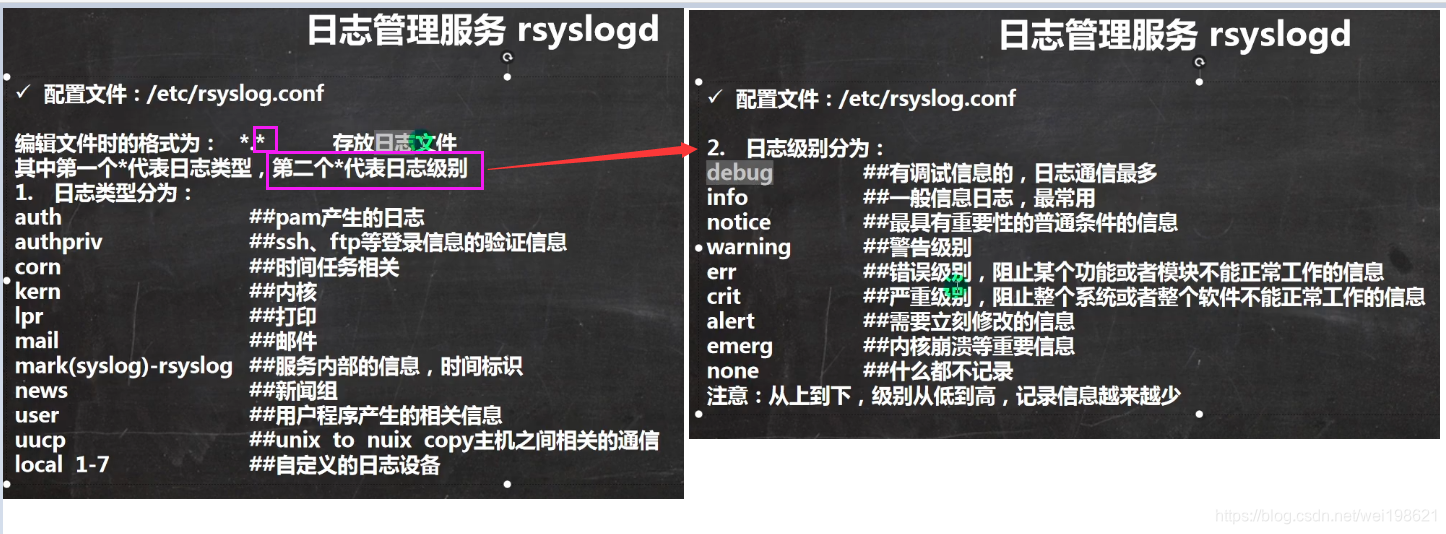 日志管理服务 rsyslogd
✓ 配置文件：/etc/rsyslog.conf
编辑文件时的格式为： *.* 存放日志文件
其中第一个*代表日志类型，第二个*代表日志级别
1. 日志类型分为：
auth ##pam产生的日志
authpriv ##ssh、ftp等登录信息的验证信息
corn ##时间任务相关
kern ##内核
lpr ##打印
mail ##邮件
mark(syslog)-rsyslog ##服务内部的信息，时间标识
news ##新闻组
user ##用户程序产生的相关信息
uucp ##unix to nuix copy主机之间相关的通信
local 1-7 ##自定义的日志设备
日志管理服务 rsyslogd
✓ 配置文件：/etc/rsyslog.conf
2. 日志级别分为：
debug ##有调试信息的，日志通信最多
info ##一般信息日志，最常用
notice ##最具有重要性的普通条件的信息
warning ##警告级别
err ##错误级别，阻止某个功能或者模块不能正常工作的信息
crit ##严重级别，阻止整个系统或者整个软件不能正常工作的信息
alert ##需要立刻修改的信息
emerg ##内核崩溃等重要信息
none ##什么都不记录
注意：从上到下，级别从低到高，记录信息越来越少
https://blog.csdn.net/wei198621